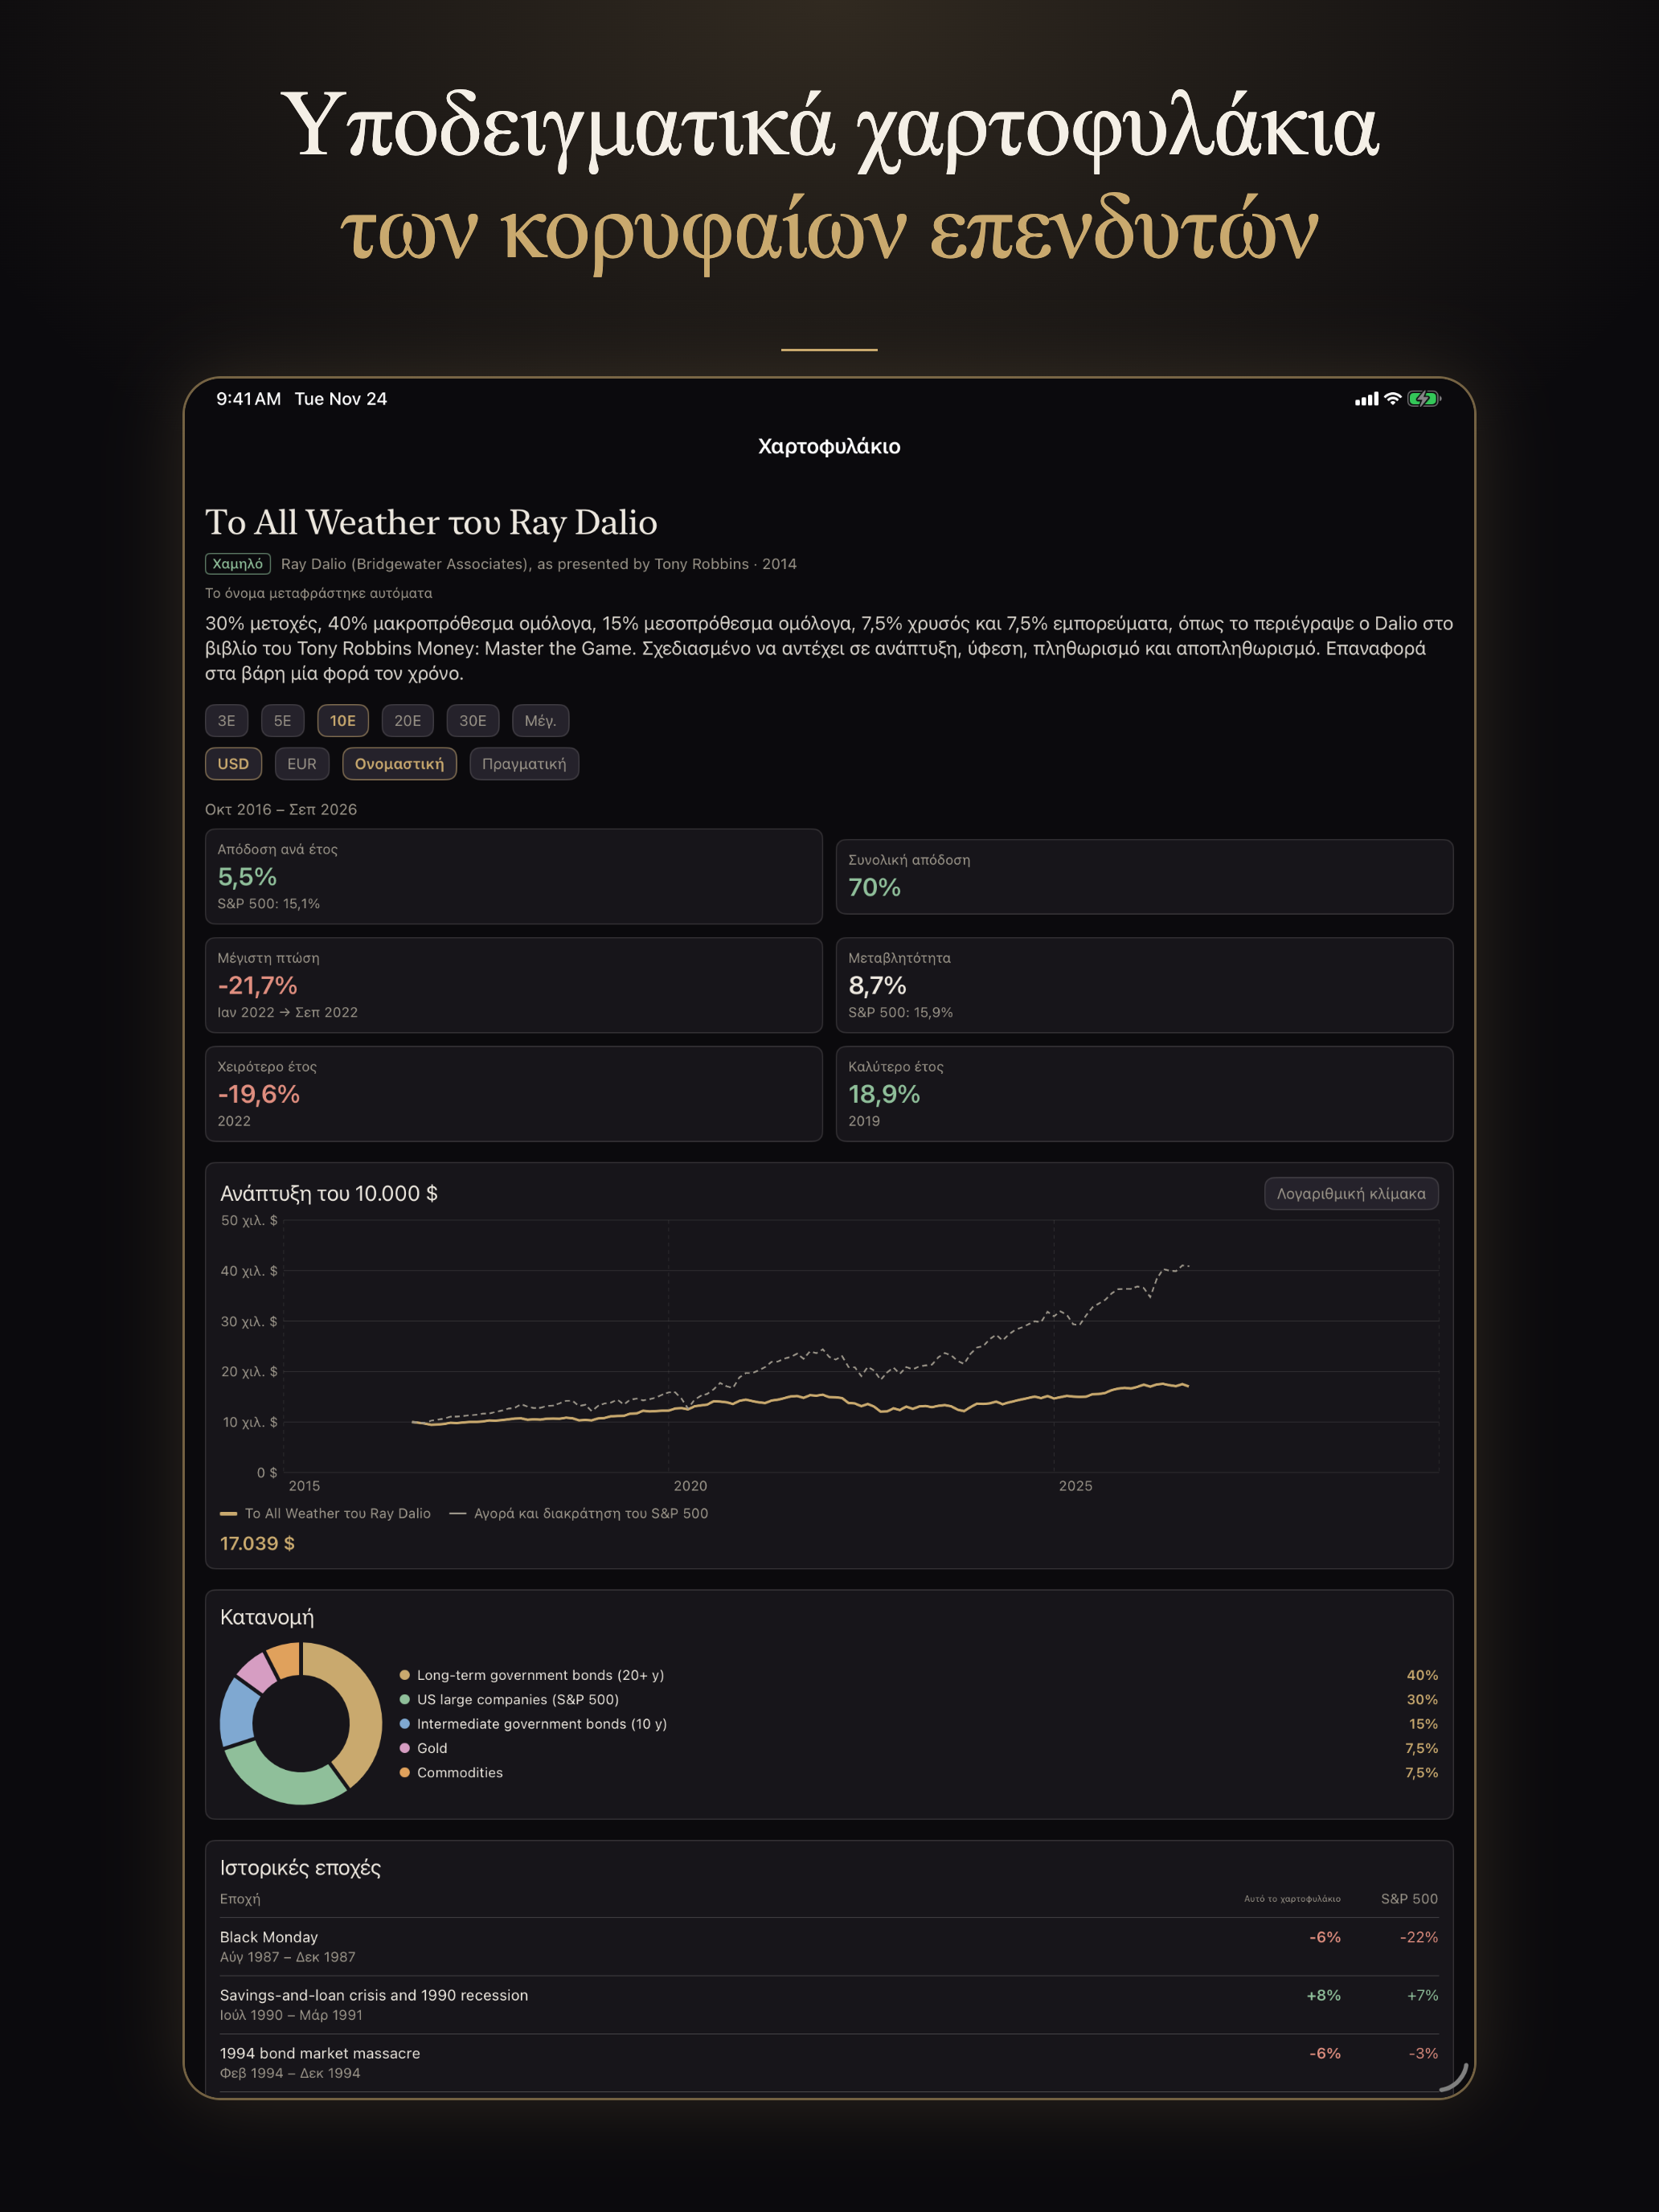 Υποδειγματικά χαρτοφυλάκια
των κορυφαίων επενδυτών
9:41 AM Tue Nov 24
Χαρτοφυλάκιο
Το All Weather του Ray Dalio
Χαμηλό Ray Dalio (Bridgewater Associates), as presented by Tony Robbins · 2014
Το όνομα μεταφράστηκε αυτόματα
30% μετοχές, 40% μακροπρόθεσμα ομόλογα, 15% μεσοπρόθεσμα ομόλογα, 7,5% χρυσός και 7,5% εμπορεύματα, όπως το περιέγραψε ο Dalio στο
βιβλίο του Tony Robbins Money: Master the Game. Σχεδιασμένο να αντέχει σε ανάπτυξη, ύφεση, πληθωρισμό και αποπληθωρισμό. Επαναφορά
στα βάρη μία φορά τον χρόνο.
3Ε 5Ε 10Ε 20Ε 30Ε Μέγ.
USD EUR Ονομαστική Πραγματική
Οκτ 2016 – Σεπ 2026
Απόδοση ανά έτος
5,5%
S&P 500: 15,1%
Συνολική απόδοση
70%
Μέγιστη πτώση
-21,7%
Ιαν 2022 → Σεπ 2022
Μεταβλητότητα
8,7%
S&P 500: 15,9%
Χειρότερο έτος
-19,6%
2022
Καλύτερο έτος
18,9%
2019
Ανάπτυξη του 10.000 $
Λογαριθμική κλίμακα
50 χιλ. $
40 χιλ. $
30 χιλ. $
20 χιλ. $
10 χιλ. $
0 $
2015 2020 2025
Το All Weather του Ray Dalio Αγορά και διακράτηση του S&P 500
17.039 $
Κατανομή
Long-term government bonds (20+ y) 40%
US large companies (S&P 500) 30%
Intermediate government bonds (10 y) 15%
Gold 7,5%
Commodities 7,5%
Ιστορικές εποχές
Εποχή Αυτό το χαρτοφυλάκιο S&P 500
Black Monday -6% -22%
Αύγ 1987 – Δεκ 1987
Savings-and-loan crisis and 1990 recession +8% +7%
Ιούλ 1990 – Μάρ 1991
1994 bond market massacre -6% -3%
Φεβ 1994 – Δεκ 1994